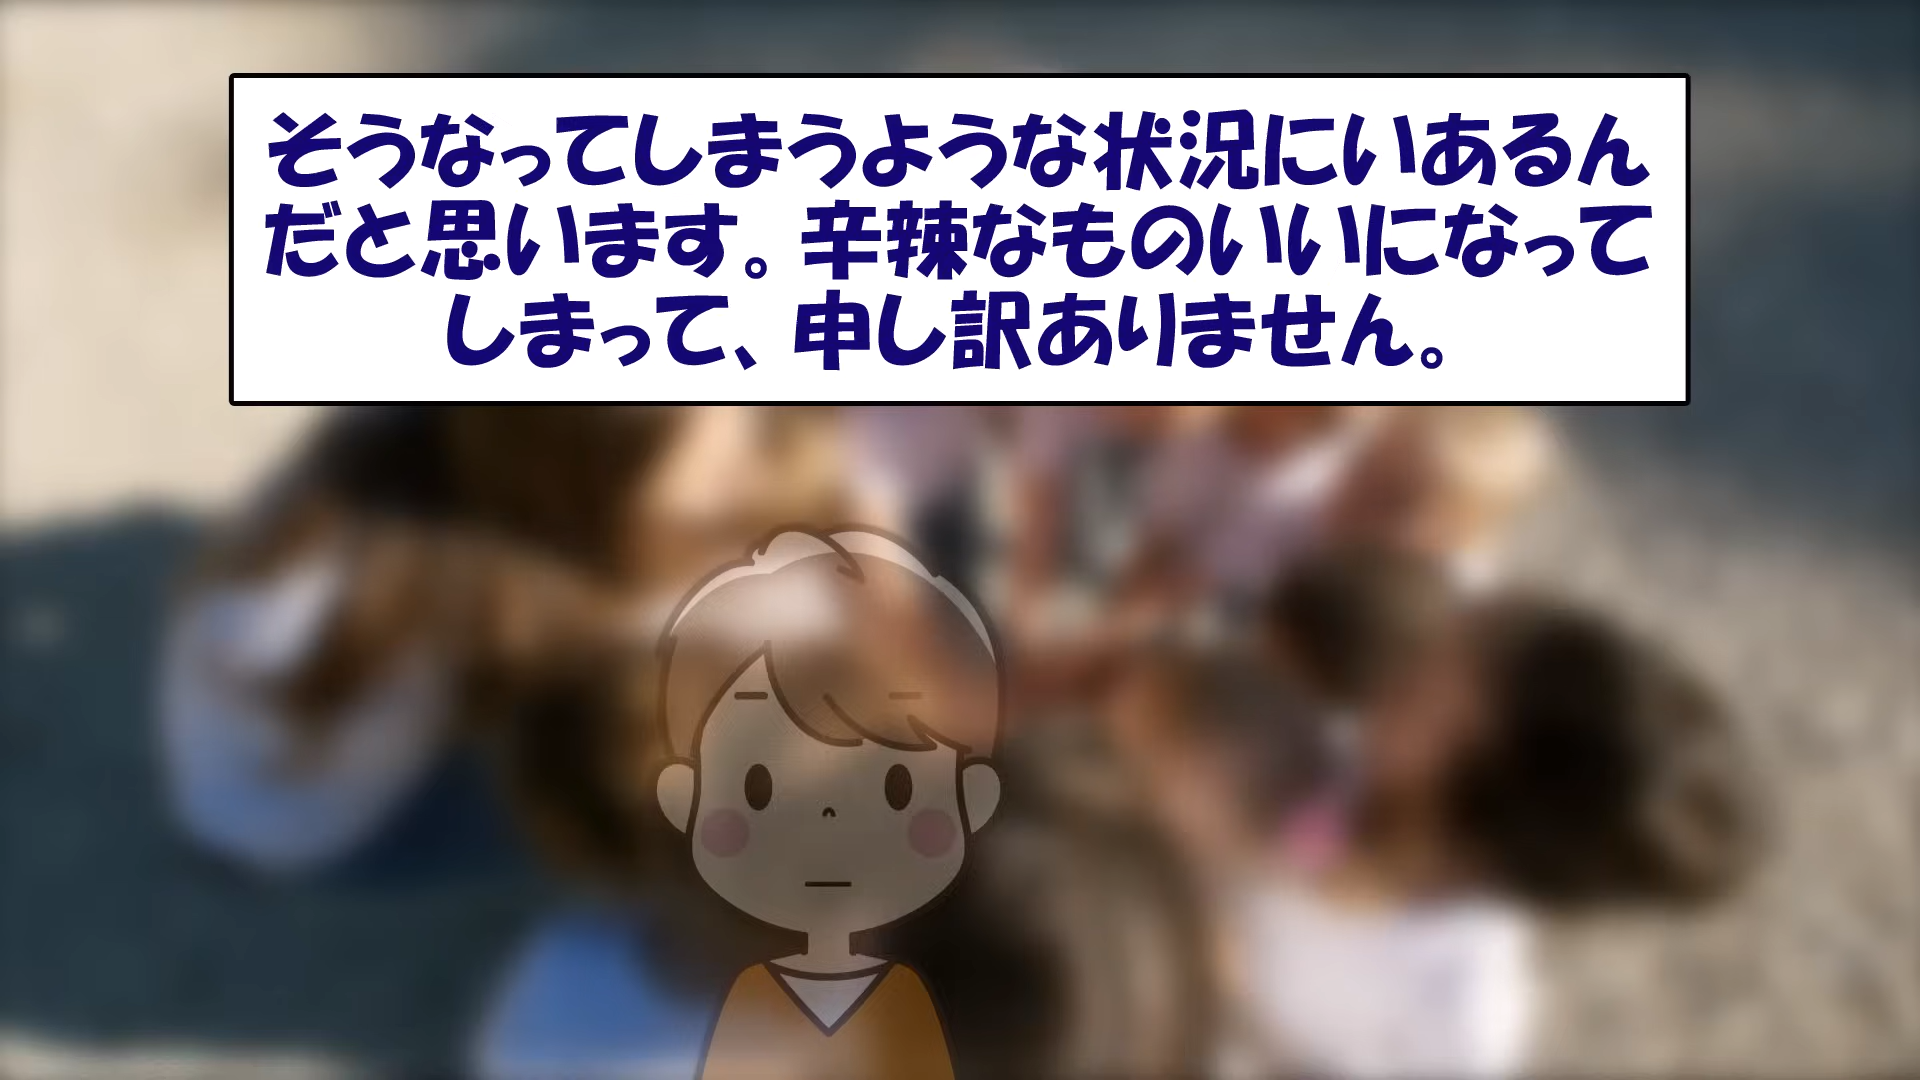 そうなってしまうような状況にいあるん
だと思います。辛辣なものいいになって
しまって、申し訳ありません。